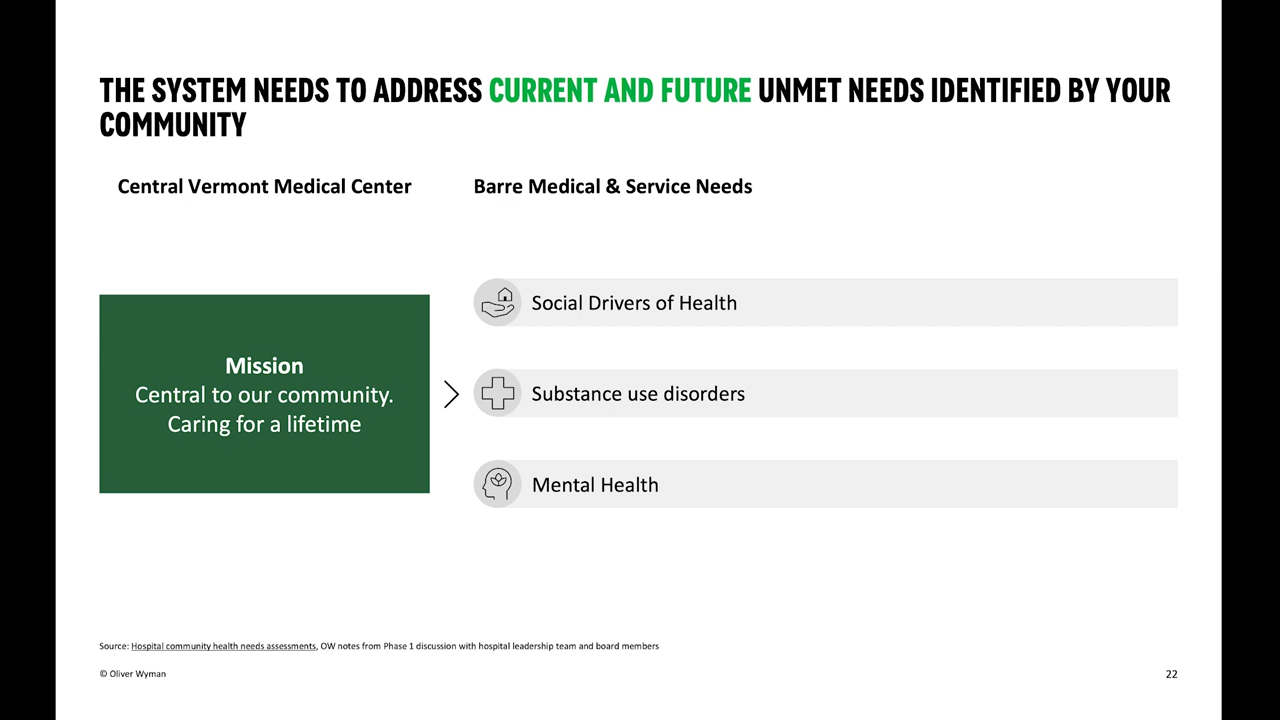 THE SYSTEM NEEDS TO ADDRESS CURRENT AND FUTURE UNMET NEEDS IDENTIFIED BY YOUR
COMMUNITY
Central Vermont Medical Center
Barre Medical & Service Needs
Mission
Central to our community.
Caring for a lifetime
Social Drivers of Health
Substance use disorders
Mental Health
Source: Hospital community health needs assessments, OW notes from Phase 1 discussion with hospital leadership team and board members
© Oliver Wyman
22